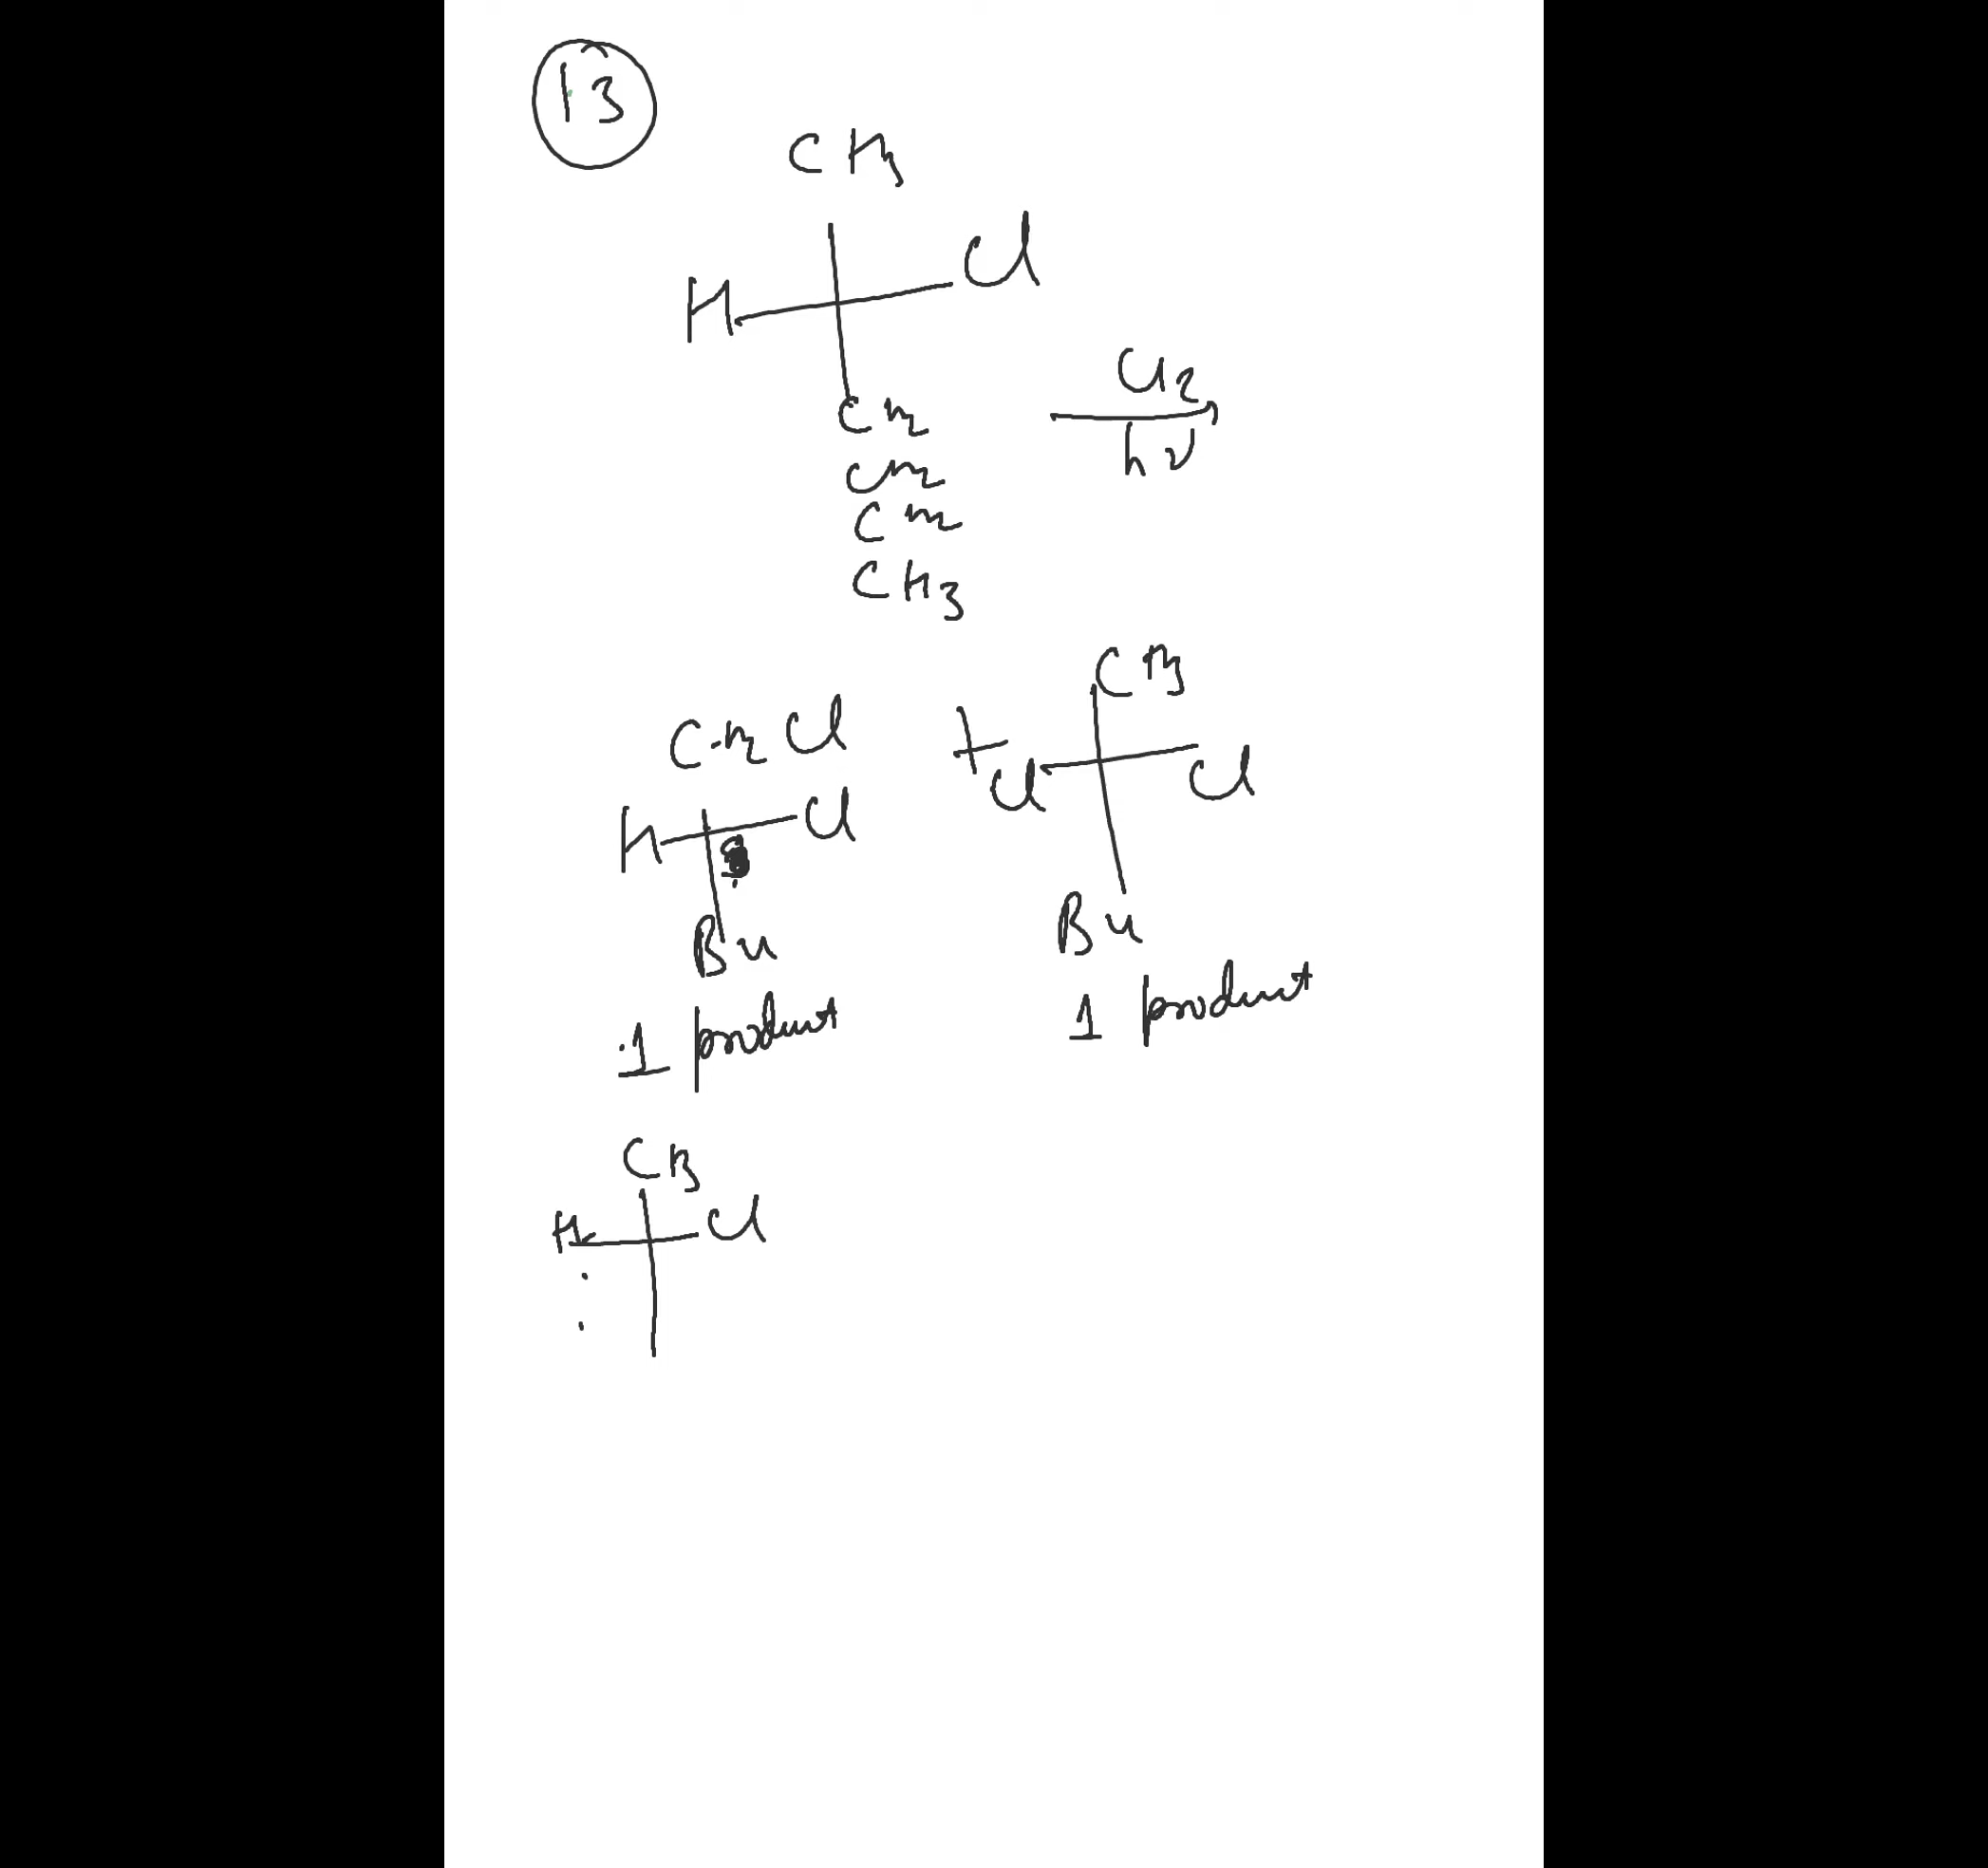 13
CH3
H Cl
CH2
CH2
CH2
CH3
Cl2
hν
CH2Cl
H Cl
Bu
1 product
CH3
Cl Cl
Bu
1 product
CH3
H Cl